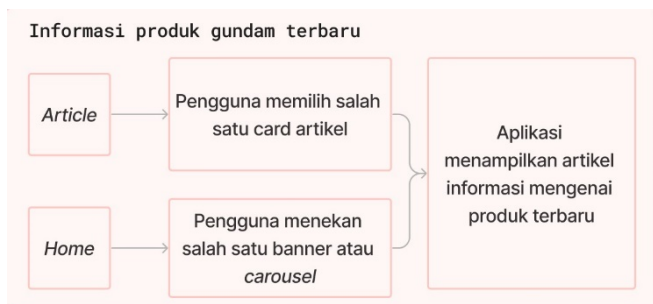 Informasi produk gundam terbaru
Article
Pengguna memilih salah
satu card artikel
Home
Pengguna menekan
salah satu banner atau
carousel
Aplikasi
menampilkan artikel
informasi mengenai
produk terbaru